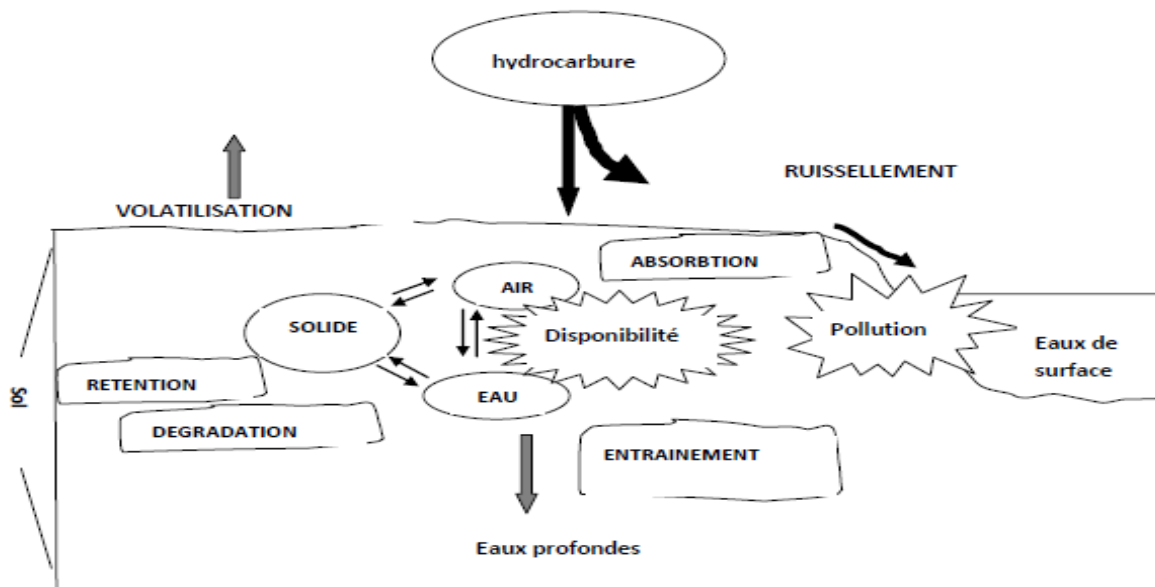 hydrocarbure
RUISSELLEMENT
VOLATILISATION
ABSORBTION
AIR
SOLIDE
Disponibilité
Pollution
Eaux de
surface
RETENTION
EAU
Sol
DEGRADATION
ENTRAINEMENT
Eaux profondes